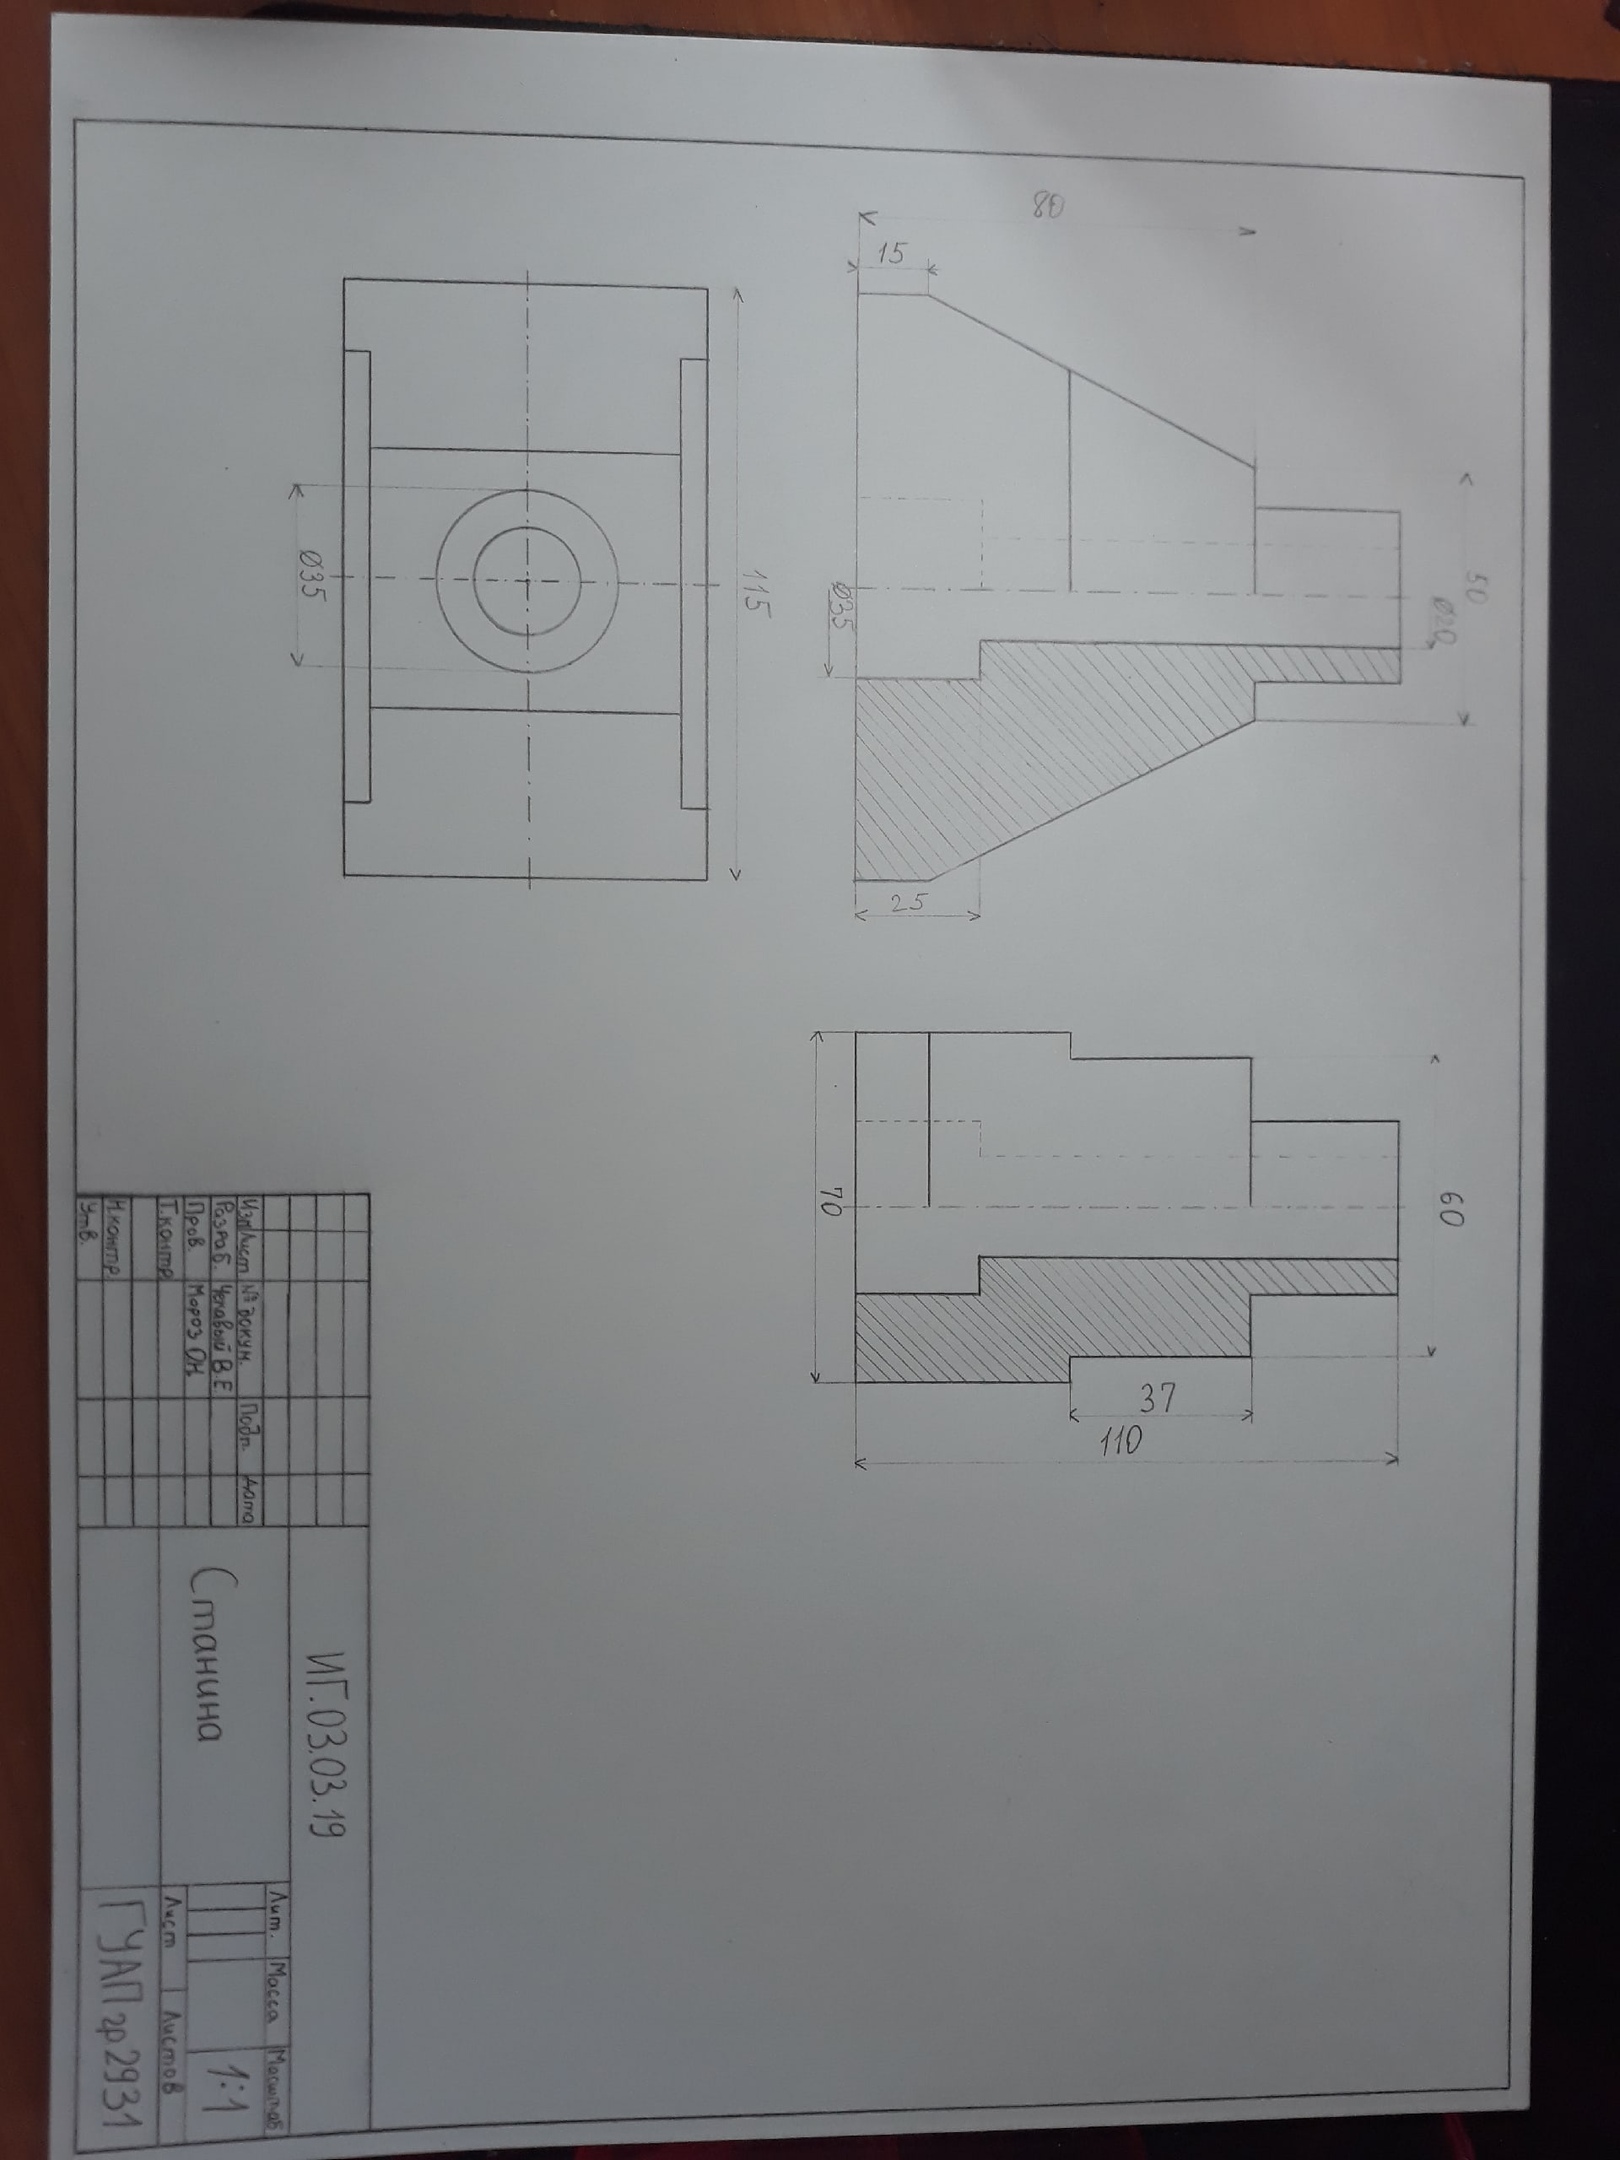 50
Ø20
60
80
15
25
Ø35
37
110
70
115
Ø35
ИГ.03.03.19
Лит. Масса Масштаб
Изм Лист № докум. Подп. Дата
Разраб. В.Е.
Пров. Мороз О.Н.
Т.контр.
Станина
1:1
Лист Листов
Н.контр.
Утв.
ГУАП гр 2931